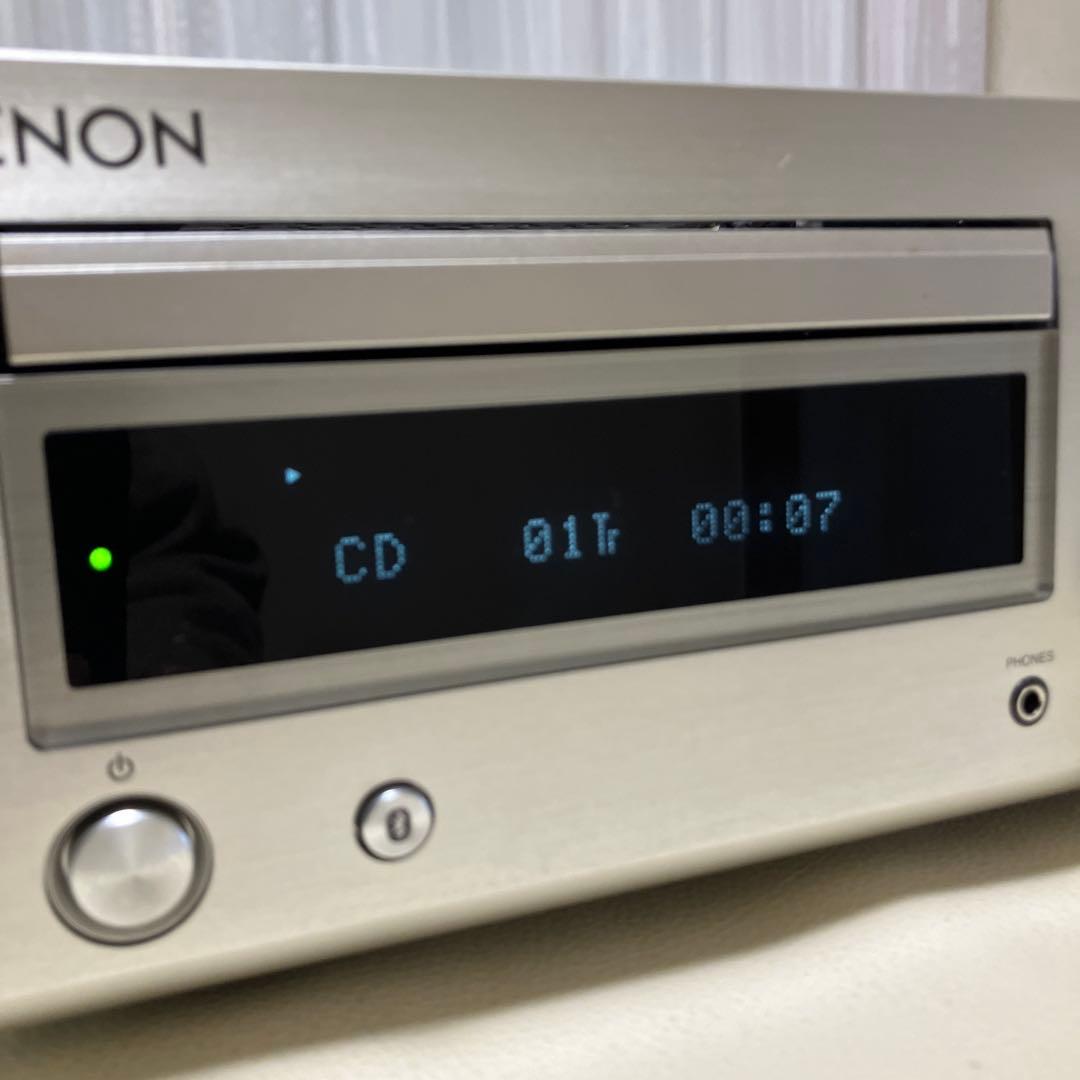 ENON
CD 01Tr 00:07
PHONES